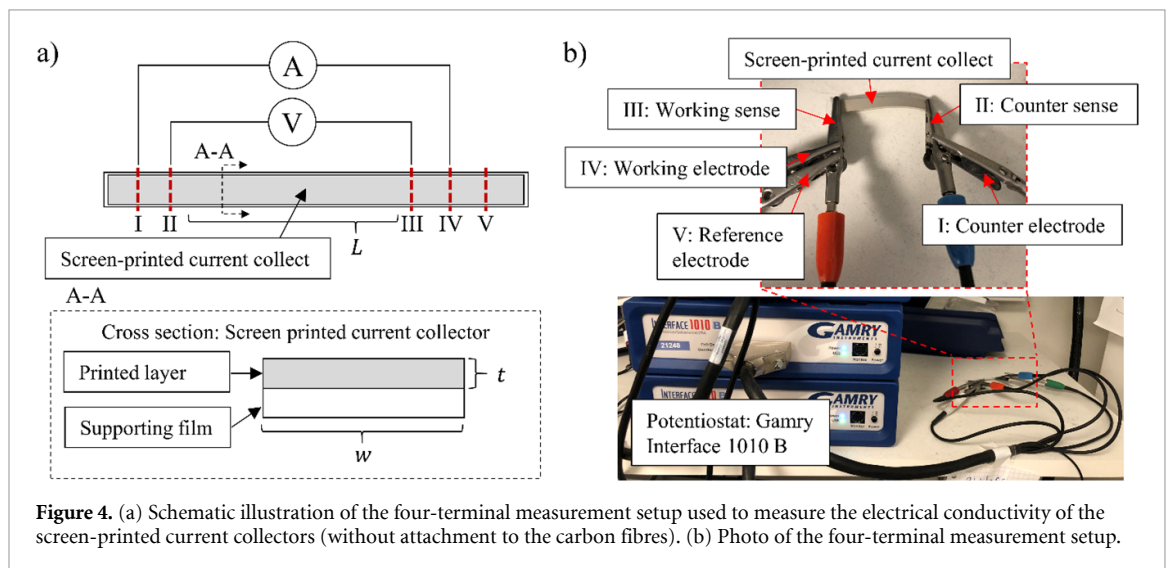 a)
A
V
A-A
I II III IV V
L
Screen-printed current collect
A-A
Cross section: Screen printed current collector
Printed layer
t
Supporting film
w
b)
Screen-printed current collect
III: Working sense
II: Counter sense
IV: Working electrode
V: Reference
electrode
I: Counter electrode
INTERFACE 1010 B
21248
GAMRY
INSTRUMENTS
INTERFACE
GAMRY
INSTRUMENTS
Potentiostat: Gamry
Interface 1010 B
Figure 4. (a) Schematic illustration of the four-terminal measurement setup used to measure the electrical conductivity of the
screen-printed current collectors (without attachment to the carbon fibres). (b) Photo of the four-terminal measurement setup.